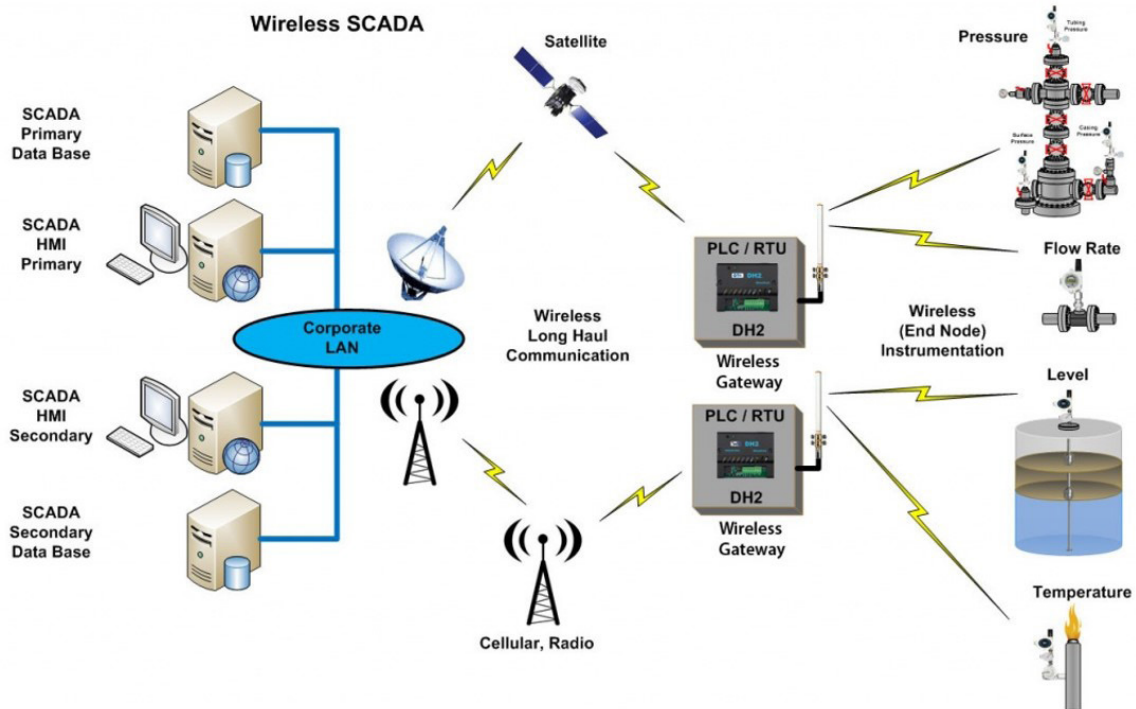 Wireless SCADA
SCADA
Primary
Data Base
SCADA
HMI
Primary
Corporate
LAN
SCADA
HMI
Secondary
SCADA
Secondary
Data Base
Satellite
Wireless
Long Haul
Communication
Cellular, Radio
PLC / RTU
DH2
Wireless
Gateway
PLC / RTU
DH2
Wireless
Gateway
Wireless
(End Node)
Instrumentation
Pressure
Tubing
Pressure
Surface
Pressure
Casing
Pressure
Flow Rate
Level
Temperature